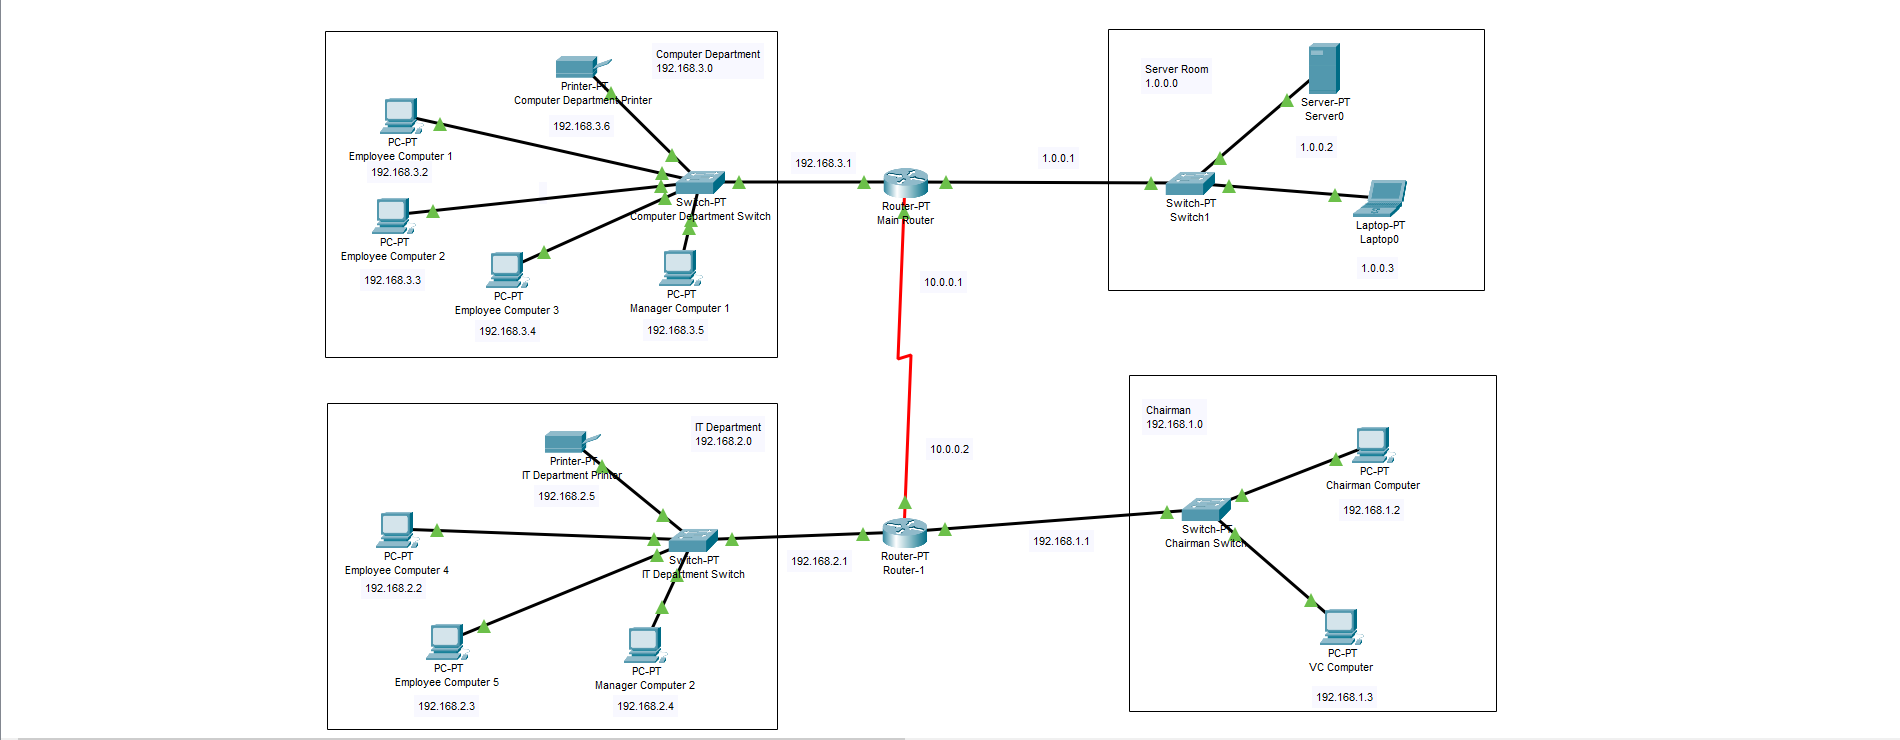 Computer Department
192.168.3.0
Printer-PT
Computer Department Printer
192.168.3.6
PC-PT
Employee Computer 1
192.168.3.2
PC-PT
Employee Computer 2
192.168.3.3
PC-PT
Employee Computer 3
192.168.3.4
PC-PT
Manager Computer 1
192.168.3.5
Switch-PT
Computer Department Switch
192.168.3.1
Router-PT
Main Router
1.0.0.1
10.0.0.1
Server Room
1.0.0.0
Server-PT
Server0
1.0.0.2
Switch-PT
Switch1
Laptop-PT
Laptop0
1.0.0.3
IT Department
192.168.2.0
Printer-PT
IT Department Printer
192.168.2.5
PC-PT
Employee Computer 4
192.168.2.2
PC-PT
Employee Computer 5
192.168.2.3
PC-PT
Manager Computer 2
192.168.2.4
Switch-PT
IT Department Switch
192.168.2.1
10.0.0.2
Router-PT
Router-1
192.168.1.1
Chairman
192.168.1.0
PC-PT
Chairman Computer
192.168.1.2
Switch-PT
Chairman Switch
PC-PT
VC Computer
192.168.1.3